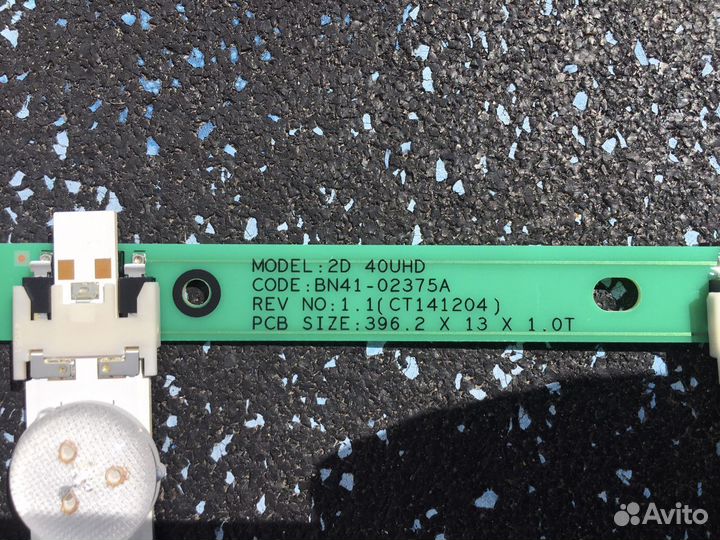 MODEL:2D 40UHD
CODE:BN41-02375A
REV NO:1.1(CT141204)
PCB SIZE:396.2 X 13 X 1.0T
Avito